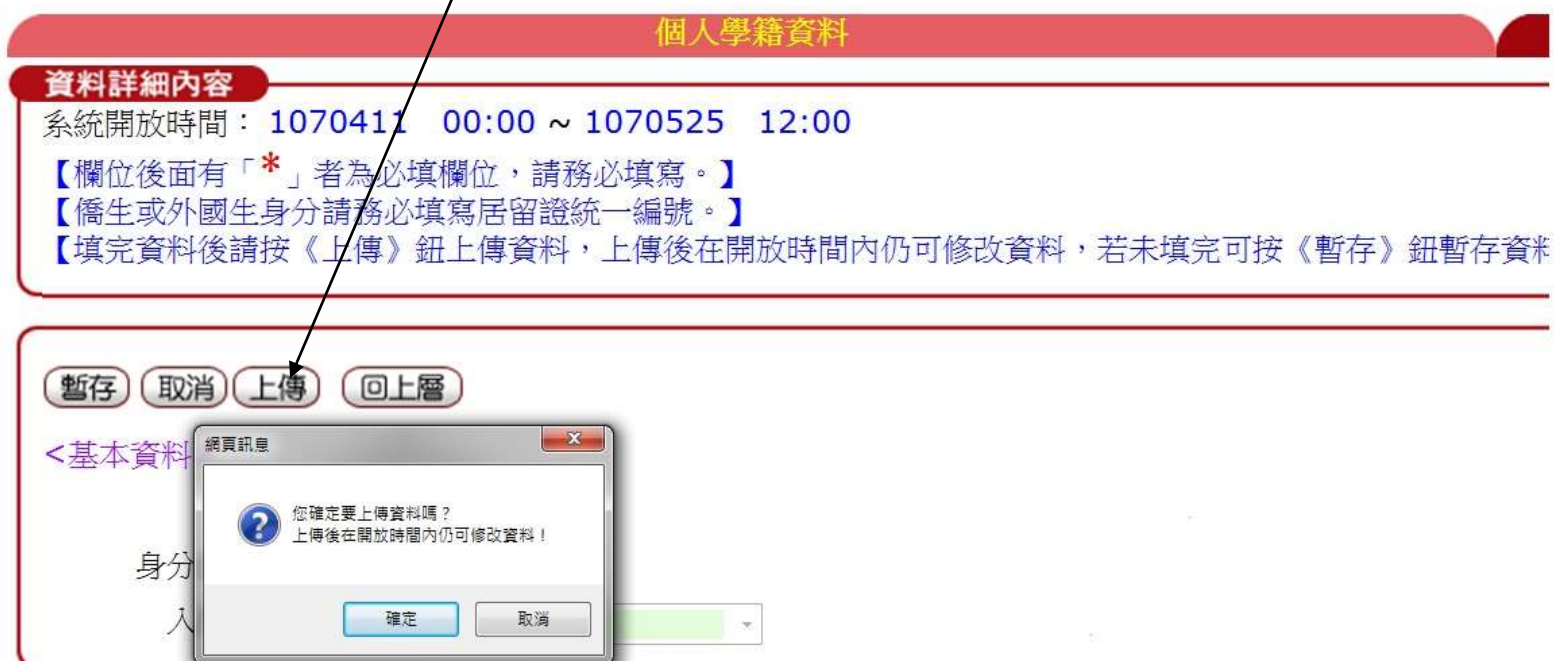 個人學籍資料
資料詳細內容
系統開放時間： 1070411 00:00 ~ 1070525 12:00
【欄位後面有「*」者為必填欄位，請務必填寫。】
【僑生或外國生身分請務必填寫居留證統一編號。】
【填完資料後請按《上傳》鈕上傳資料，上傳後在開放時間內仍可修改資料，若未填完可按《暫存》鈕暫存資料
暫存 取消 上傳 回上層
<基本資料
網頁訊息
您確定要上傳資料嗎？
上傳後在開放時間內仍可修改資料！
身分
入
確定 取消